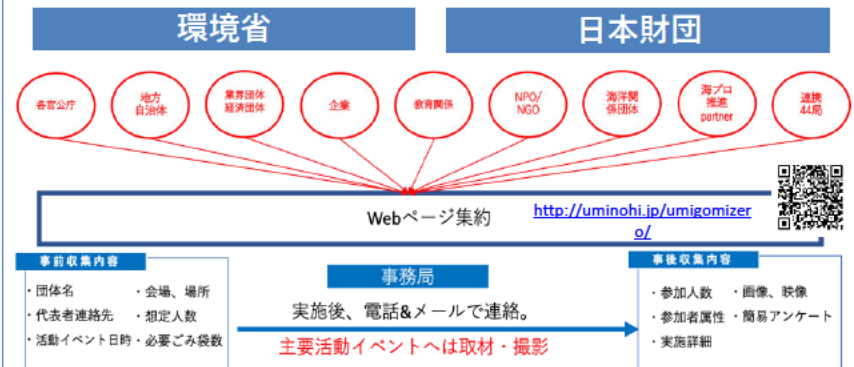 環境省
日本財団
各官公庁
地方
自治体
業界団体
経済団体
企業
教育関係
NPO/
NGO
海洋関
係団体
海プロ
推進
partner
連携
44局
Webページ集約
http://uminohi.jp/umigomizer
o/
事前収集内容
・団体名 ・会場、場所
・代表者連絡先 ・想定人数
・活動イベント日時・必要ごみ袋数
事務局
実施後、電話&メールで連絡。
主要活動イベントへは取材・撮影
事後収集内容
・参加人数 ・画像、映像
・参加者属性 ・簡易アンケート
・実施詳細